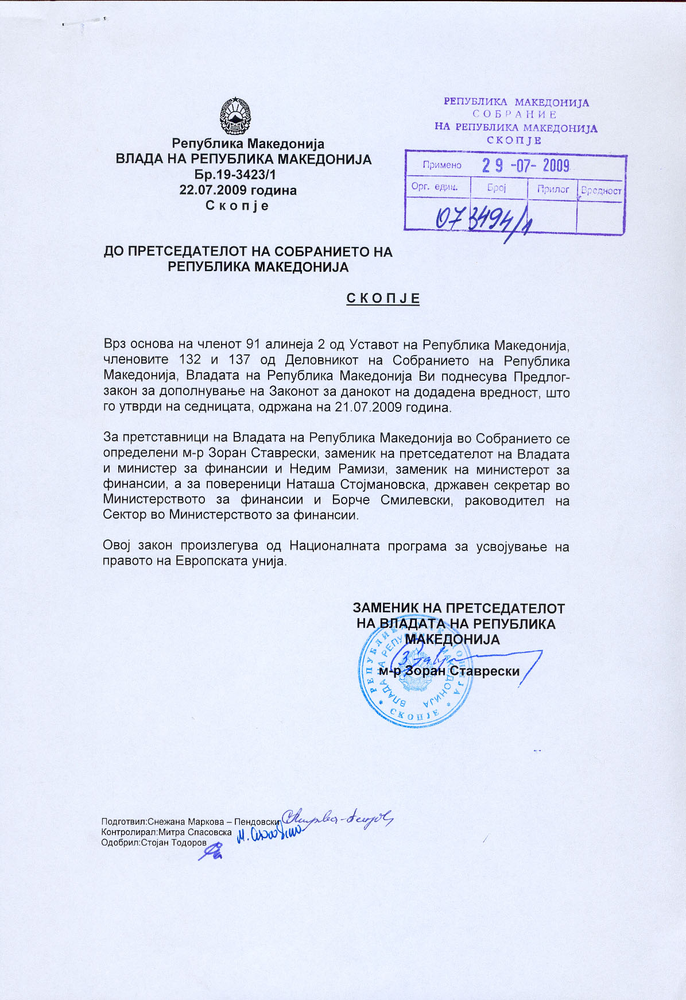 Република Македонија
ВЛАДА НА РЕПУБЛИКА МАКЕДОНИЈА
Бр.19-3423/1
22.07.2009 година
С к о п ј е
РЕПУБЛИКА МАКЕДОНИЈА
С О Б Р А Н И Е
НА РЕПУБЛИКА МАКЕДОНИЈА
С К О П Ј Е
Примено 29-07-2009
Орг. един. Број Прилог Вредност
07 3494/1
ДО ПРЕТСЕДАТЕЛОТ НА СОБРАНИЕТО НА
РЕПУБЛИКА МАКЕДОНИЈА
С К О П Ј Е
Врз основа на членот 91 алинеја 2 од Уставот на Република Македонија,
членовите 132 и 137 од Деловникот на Собранието на Република
Македонија, Владата на Република Македонија Ви поднесува Предлог-
закон за дополнување на Законот за данокот на додадена вредност, што
го утврди на седницата, одржана на 21.07.2009 година.
За претставници на Владата на Република Македонија во Собранието се
определени м-р Зоран Ставрески, заменик на претседателот на Владата
и министер за финансии и Недим Рамизи, заменик на министерот за
финансии, а за повереници Наташа Стојмановска, државен секретар во
Министерството за финансии и Борче Смилевски, раководител на
Сектор во Министерството за финансии.
Овој закон произлегува од Националната програма за усвојување на
правото на Европската унија.
ЗАМЕНИК НА ПРЕТСЕДАТЕЛОТ
НА ВЛАДАТА НА РЕПУБЛИКА
МАКЕДОНИЈА
м-р Зоран Ставрески
РЕПУБЛИКА МАКЕДОНИЈА
ВЛАДА НА РЕПУБЛИКА МАКЕДОНИЈА
* СКОПЈЕ *
Подготвил:Снежана Маркова – Пендовски
Контролирал:Митра Спасовска
Одобрил:Стојан Тодоров